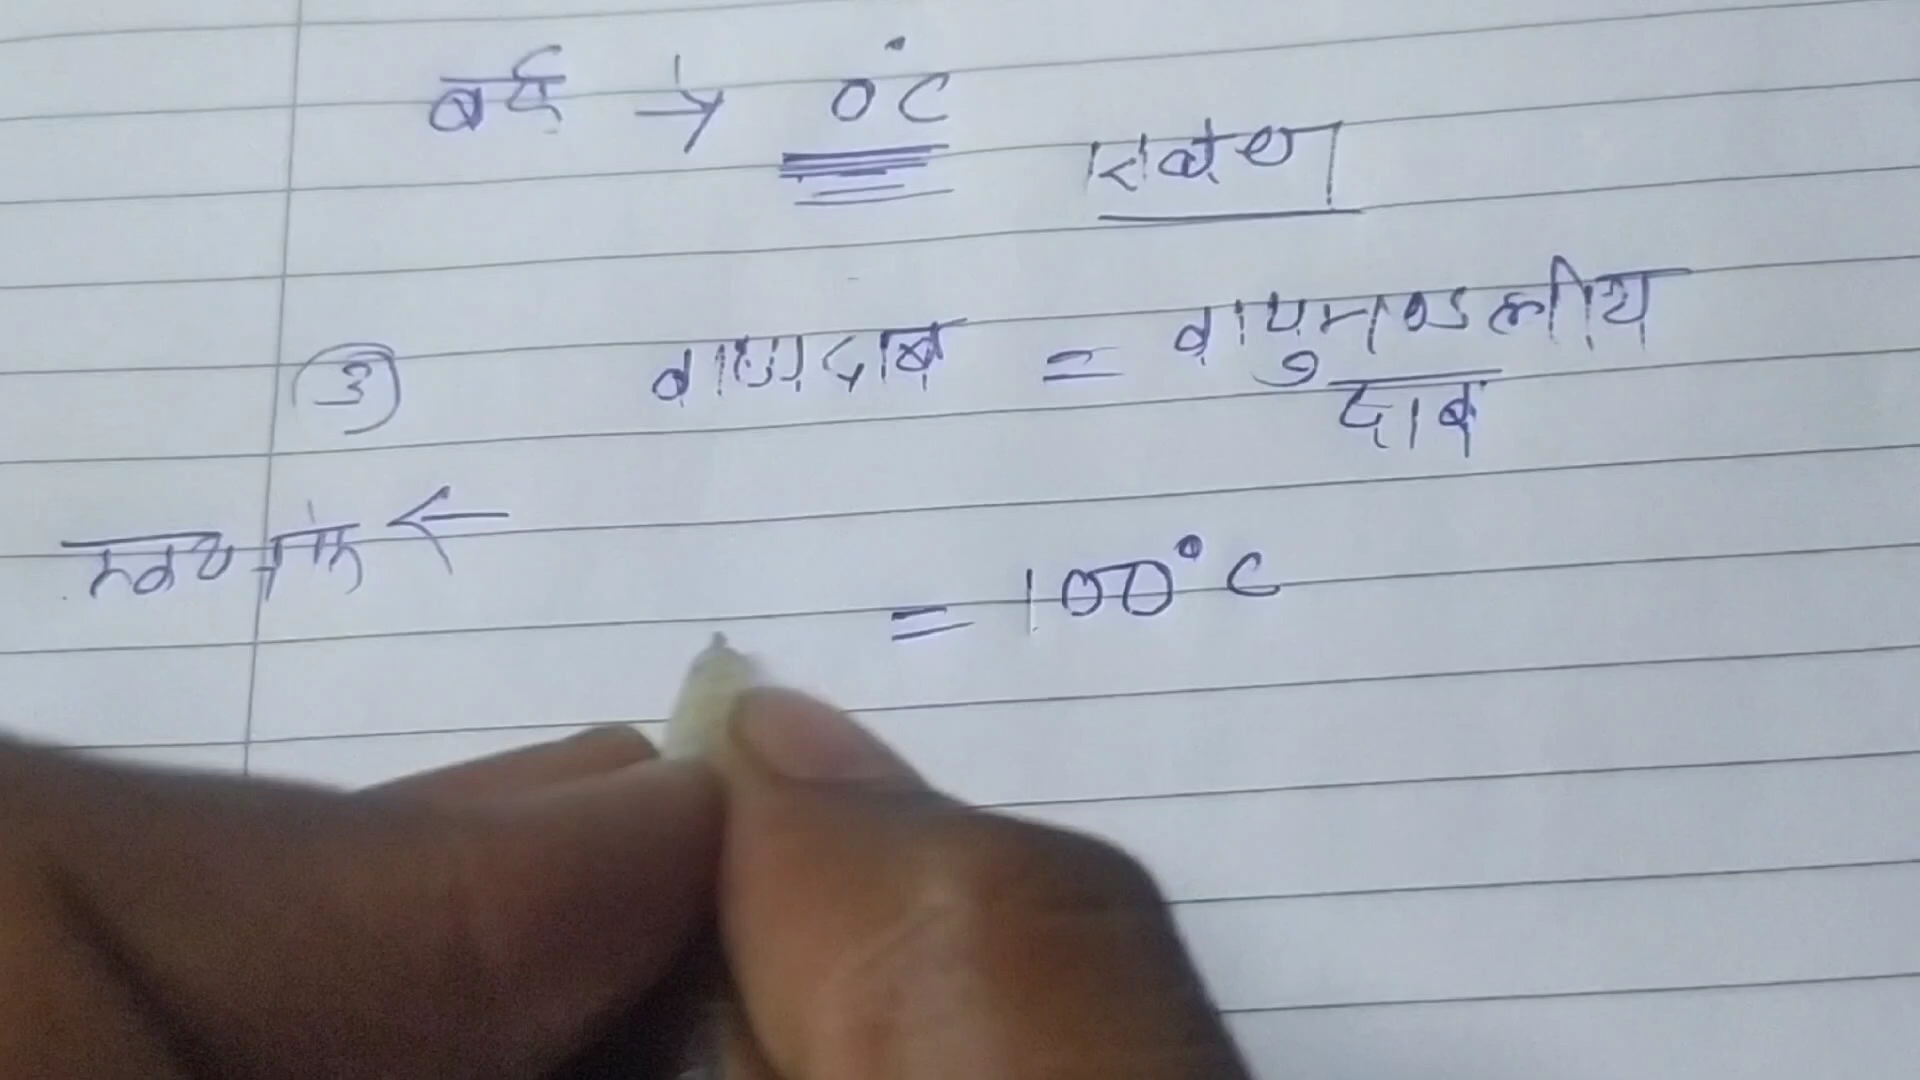 बर्फ → 0°C
③ वाष्पदाब = वायुमण्डलीय
दाब
क्वथनांक ←
= 100°C